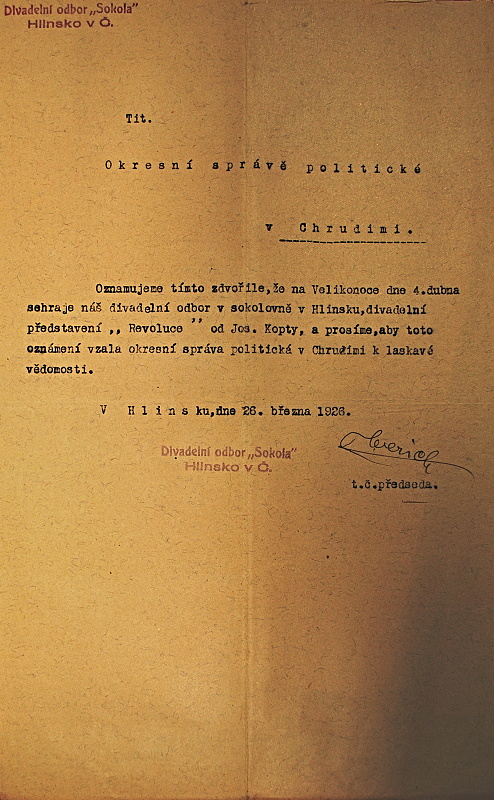 Divadelní odbor „Sokola"
Hlinsko v Č.
Tit.
Okresní správě politické
v Chrudimi.
Oznamujeme tímto zdvořile,že na Velikonoce dne 4.dubna
sehraje náš divadelní odbor v sokolovně v Hlinsku,divadelní
představení ,, Revoluce '' od Jos. Kopty, a prosíme,aby toto
oznámení vzala okresní správa politická v Chrudimi k laskavé
vědomosti.
V Hlinsku,dne 26. března 1926.
Divadelní odbor „Sokola"
Hlinsko v Č.
t.č.předseda.